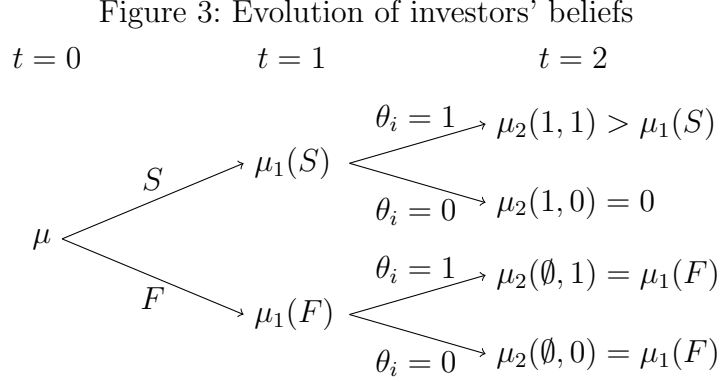 Figure 3: Evolution of investors' beliefs
t = 0
t = 1
t = 2
θ_i = 1
μ_2(1, 1) > μ_1(S)
S
μ_1(S)
θ_i = 0
μ_2(1, 0) = 0
μ
θ_i = 1
μ_2(∅, 1) = μ_1(F)
F
μ_1(F)
θ_i = 0
μ_2(∅, 0) = μ_1(F)